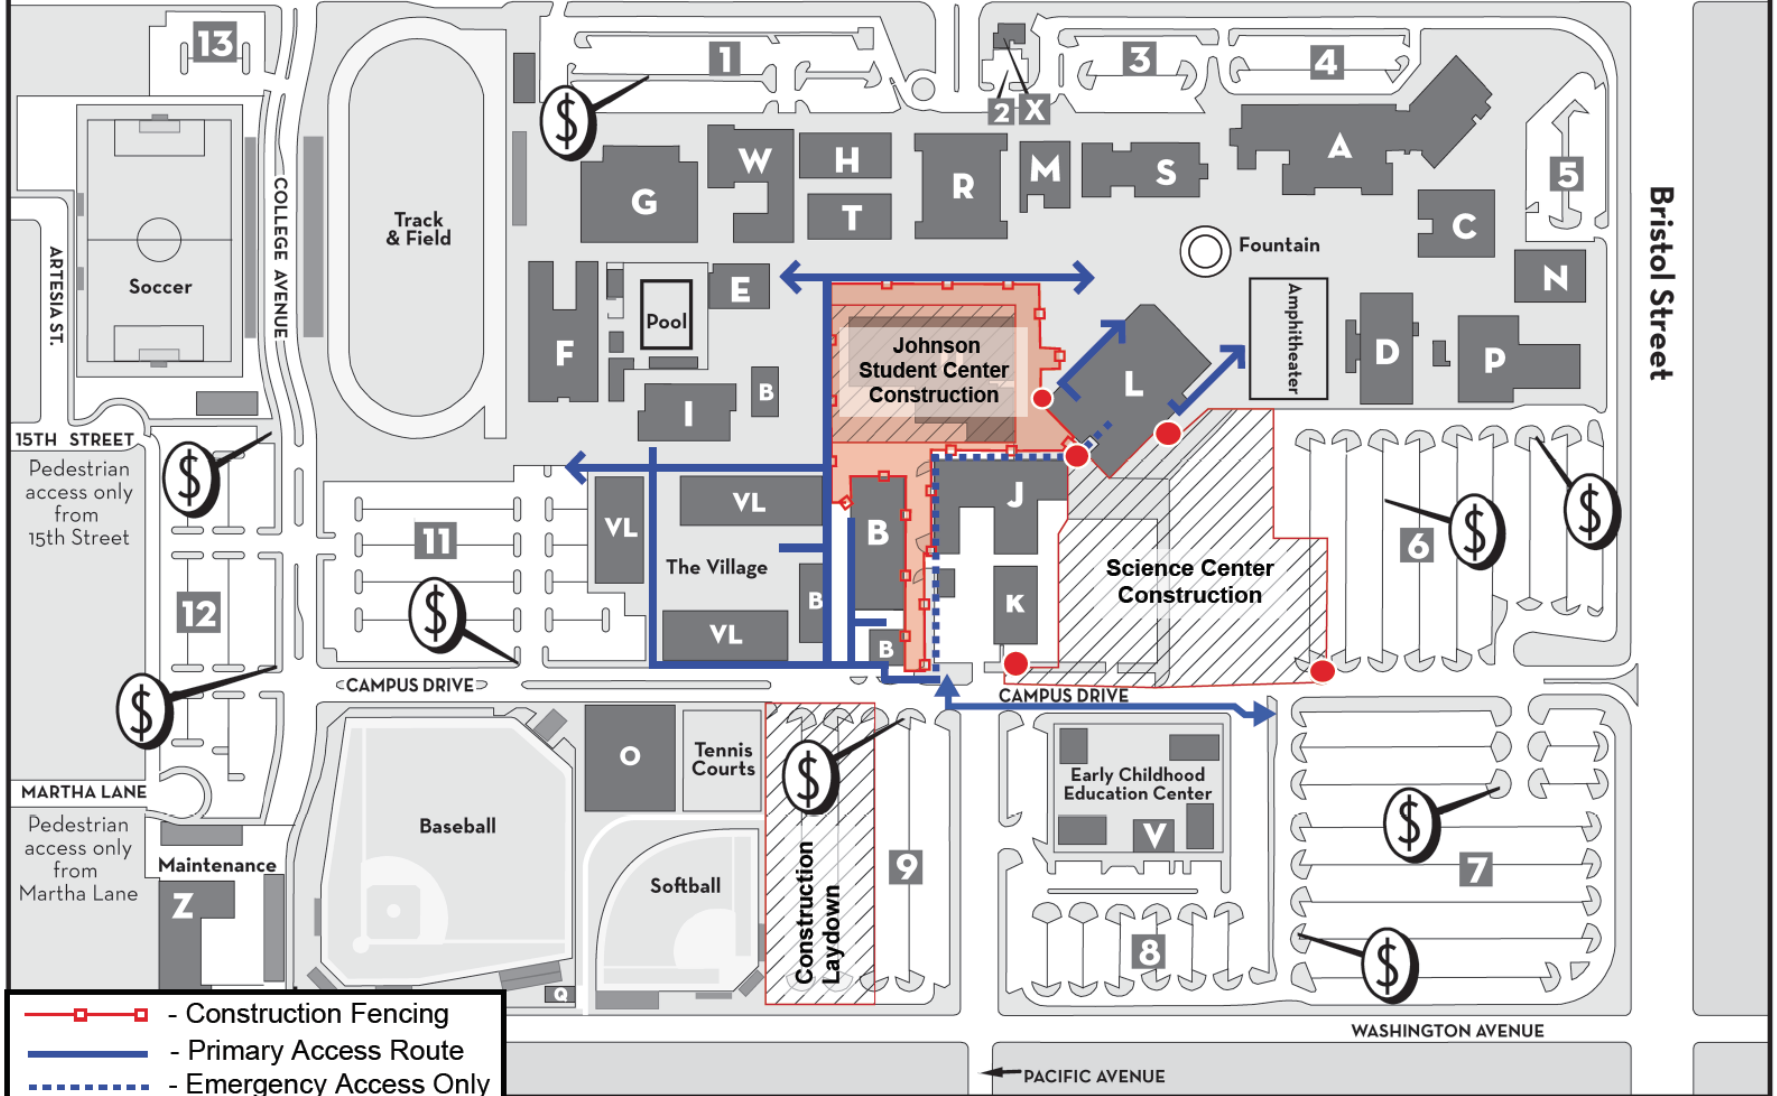 13
1
2
X
3
4
5
$
W
H
T
G
R
M
S
A
C
N
Bristol Street
Fountain
Track
& Field
Soccer
ARTESIA ST.
COLLEGE AVENUE
F
E
Pool
I
B
Johnson
Student Center
Construction
L
Amphitheater
D
P
15TH STREET
Pedestrian
access only
from
15th Street
$
$
$
11
12
VL
VL
The Village
VL
B
B
B
J
K
Science Center
Construction
6
$
$
CAMPUS DRIVE
CAMPUS DRIVE
MARTHA LANE
Pedestrian
access only
from
Martha Lane
Maintenance
Z
Baseball
O
Tennis
Courts
Softball
Q
$
Construction
Laydown
9
Early Childhood
Education Center
V
8
7
$
$
WASHINGTON AVENUE
PACIFIC AVENUE
- Construction Fencing
- Primary Access Route
- Emergency Access Only